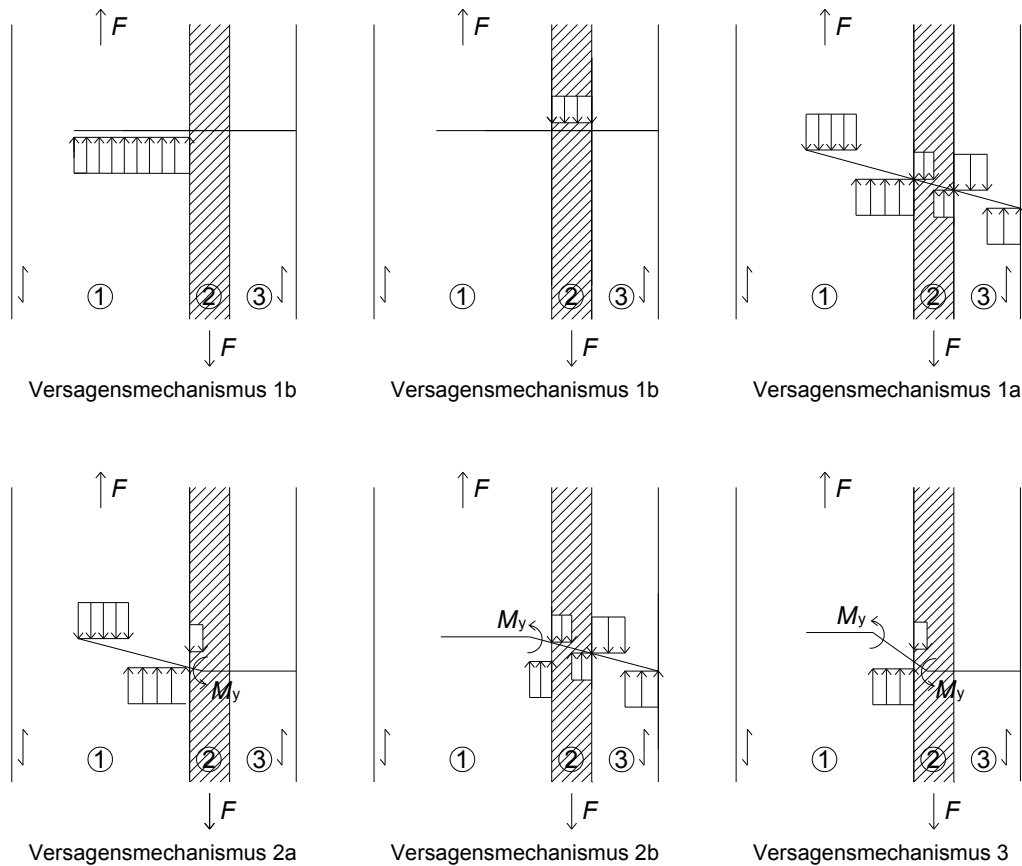 F F F
① ② ③ ① ② ③ ① ② ③
F F F
Versagensmechanismus 1b Versagensmechanismus 1b Versagensmechanismus 1a
F F F
My My My My
① ② ③ ① ② ③ ① ② ③
F F F
Versagensmechanismus 2a Versagensmechanismus 2b Versagensmechanismus 3